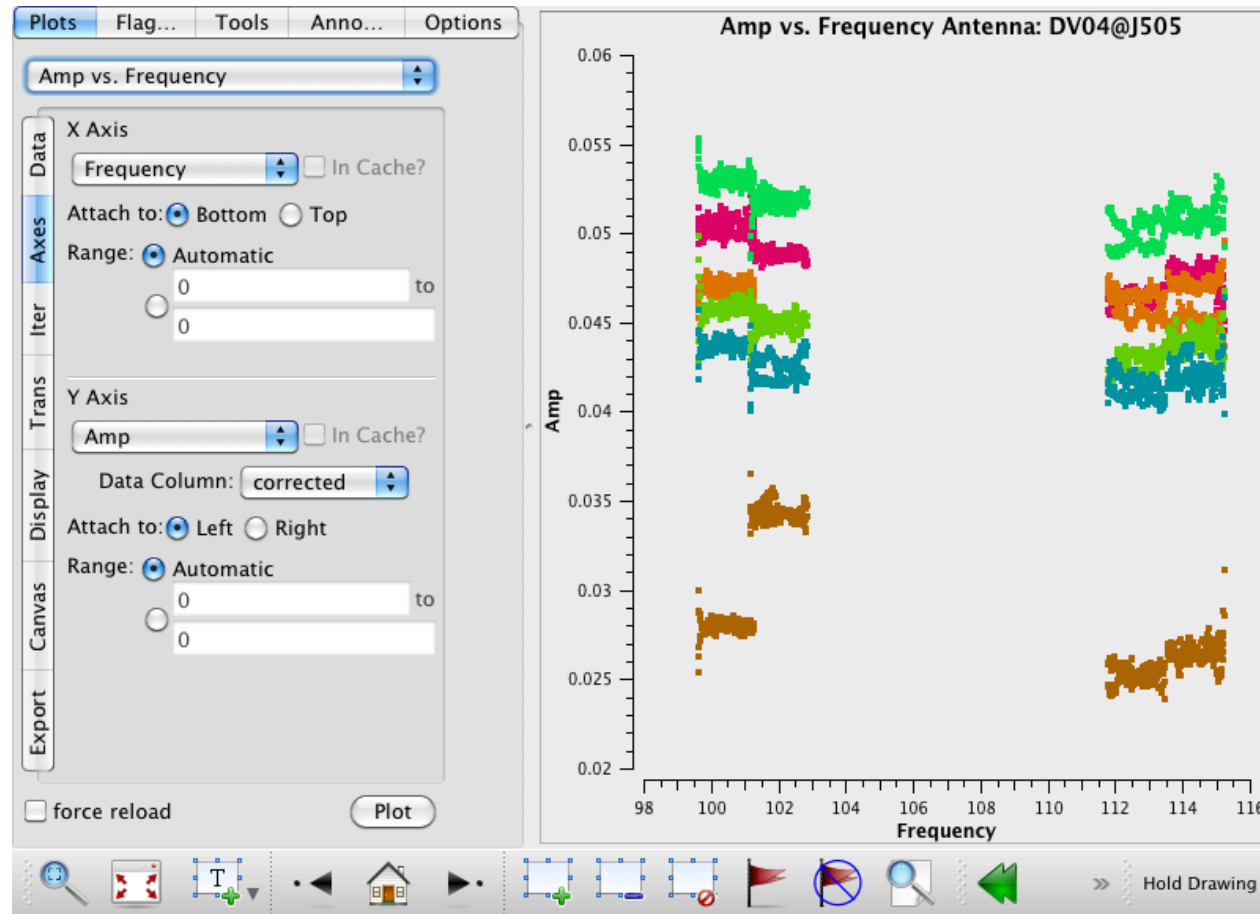 Plots Flag... Tools Anno... Options
Amp vs. Frequency
Data
Axes
Iter
Trans
Display
Canvas
Export
X Axis
Frequency In Cache?
Attach to: Bottom Top
Range: Automatic
0 to
0
Y Axis
Amp In Cache?
Data Column: corrected
Attach to: Left Right
Range: Automatic
0 to
0
force reload Plot
Amp vs. Frequency Antenna: DV04@J505
0.06
0.055
0.05
0.045
0.04
0.035
0.03
0.025
0.02
Amp
98 100 102 104 106 108 110 112 114 116
Frequency
T
» Hold Drawing